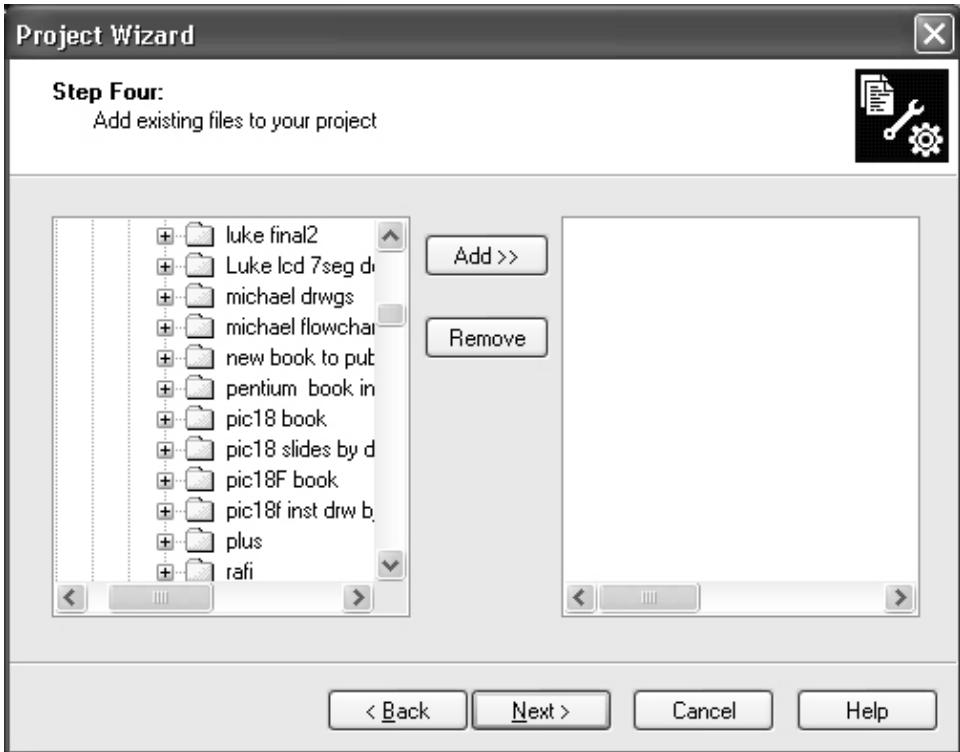 Project Wizard
Step Four:
Add existing files to your project
luke final2
Luke lcd 7seg d
michael drwgs
michael flowchar
new book to pub
pentium book in
pic18 book
pic18 slides by d
pic18F book
pic18f inst drw b
plus
rafi
Add >>
Remove
< Back
Next >
Cancel
Help